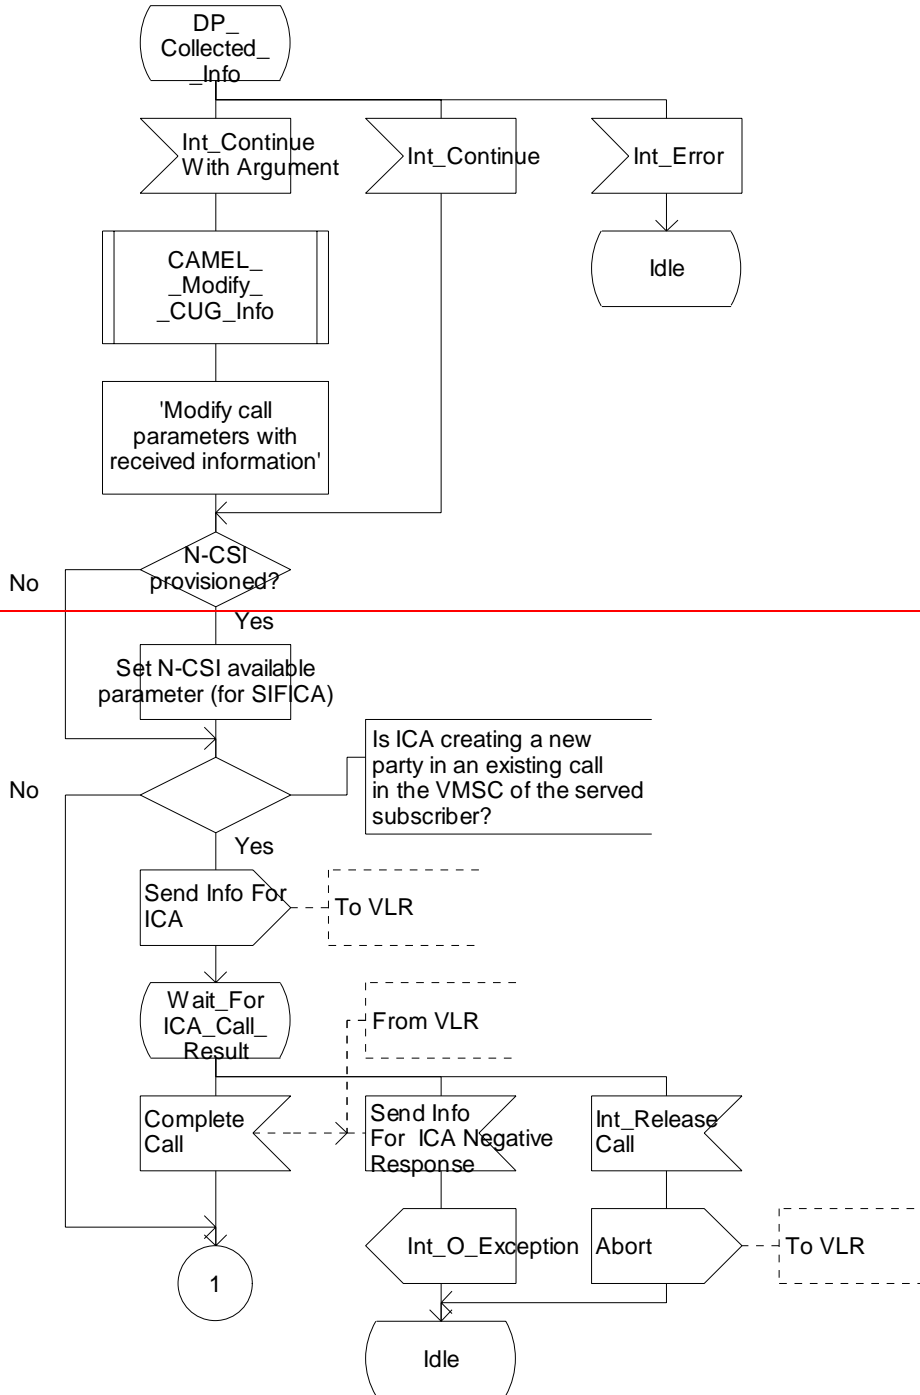 DP_
Collected_
_Info
Int_Continue
With Argument
Int_Continue
Int_Error
CAMEL_
_Modify_
_CUG_Info
Idle
'Modify call
parameters with
received information'
N-CSI
provisioned?
No
Yes
Set N-CSI available
parameter (for SIFICA)
Is ICA creating a new
party in an existing call
in the VMSC of the served
subscriber?
No
Yes
Send Info For
ICA
To VLR
Wait_For
ICA_Call_
Result
From VLR
Complete
Call
Send Info
For ICA Negative
Response
Int_Release
Call
Int_O_Exception
Abort
To VLR
1
Idle